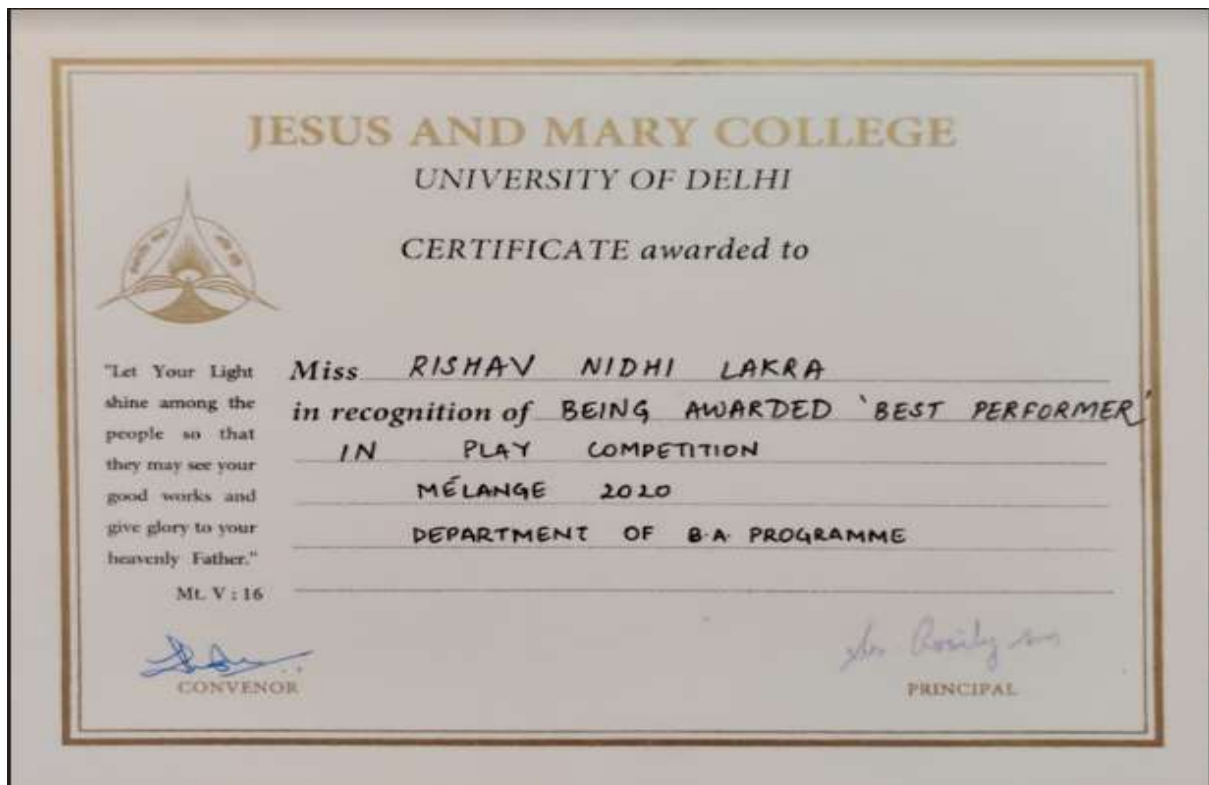 JESUS AND MARY COLLEGE
UNIVERSITY OF DELHI
CERTIFICATE awarded to
"Let Your Light
shine among the
people so that
they may see your
good works and
give glory to your
heavenly Father."
Mt. V : 16
Miss RISHAV NIDHI LAKRA
in recognition of BEING AWARDED 'BEST PERFORMER'
IN PLAY COMPETITION
MÉLANGE 2020
DEPARTMENT OF B.A. PROGRAMME
CONVENOR
PRINCIPAL